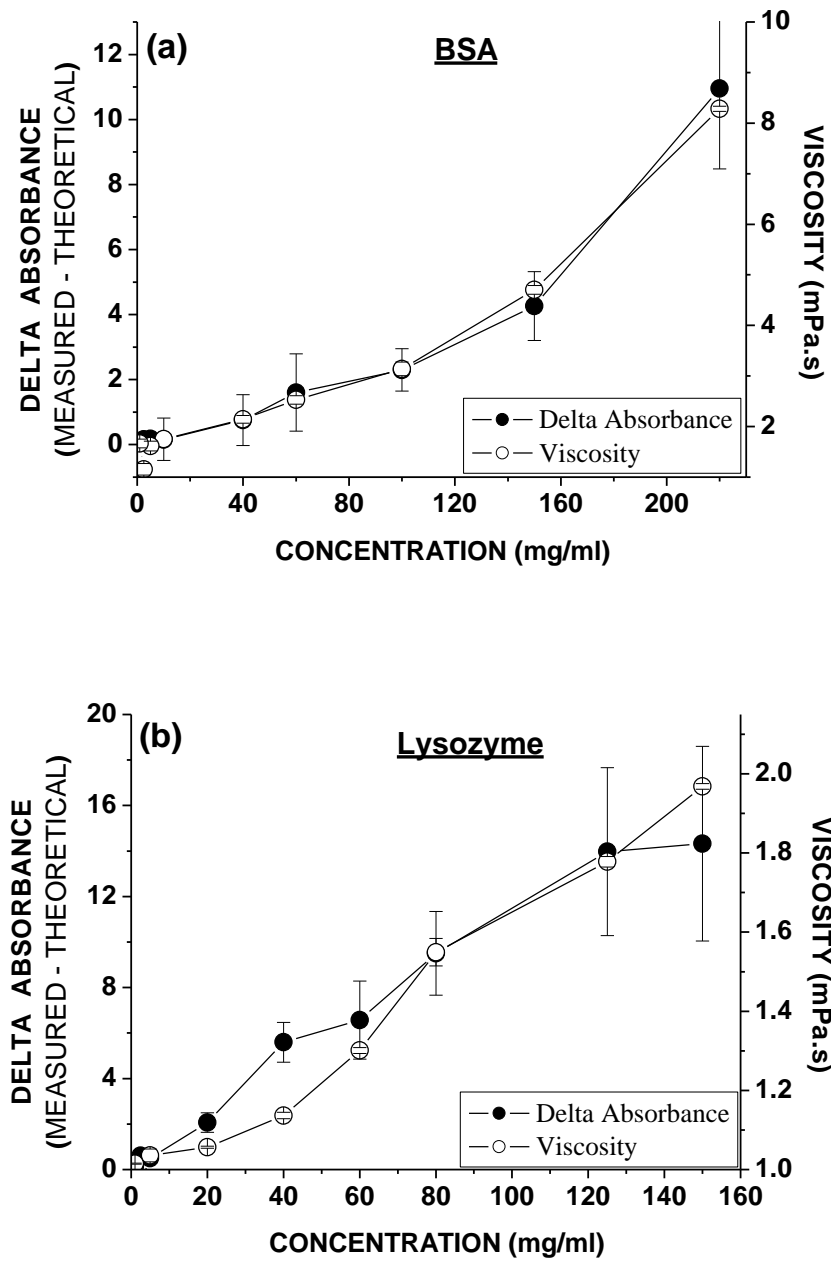 (a)
BSA
DELTA ABSORBANCE
(MEASURED - THEORETICAL)
12
10
8
6
4
2
0
10
8
6
4
2
VISCOSITY (mPa.s)
Delta Absorbance
Viscosity
0 40 80 120 160 200
CONCENTRATION (mg/ml)
(b)
Lysozyme
DELTA ABSORBANCE
(MEASURED - THEORETICAL)
20
16
12
8
4
0
2.0
1.8
1.6
1.4
1.2
1.0
VISCOSITY (mPa.s)
Delta Absorbance
Viscosity
0 20 40 60 80 100 120 140 160
CONCENTRATION (mg/ml)